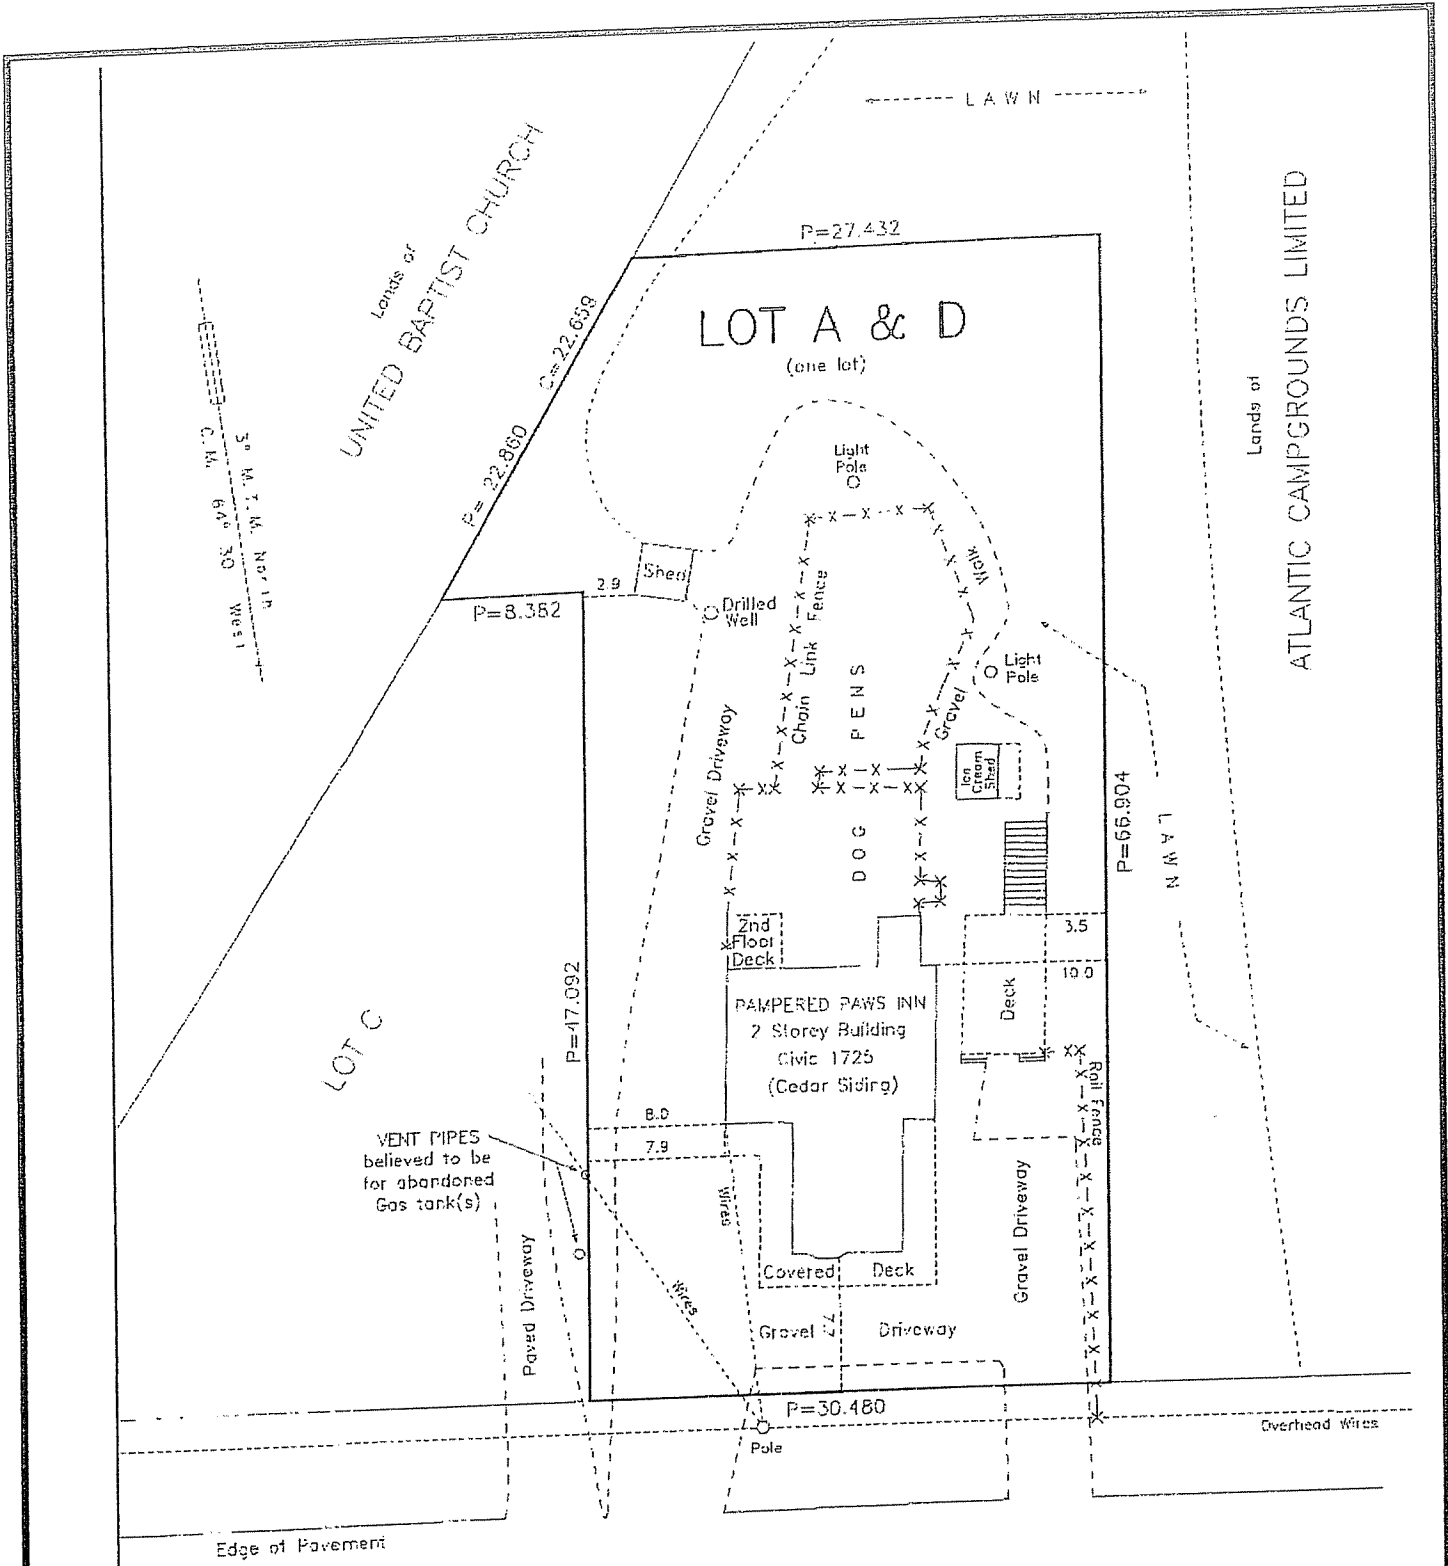 LAWN
P=27.432
Lands of
UNITED BAPTIST CHURCH
C=22.659
P= 22.860
LOT A & D
(one lot)
Lands of
ATLANTIC CAMPGROUNDS LIMITED
3° M.T.M. North
C.M. 64° 30 West
Light
Pole
Shed
2.9
P=8.382
Drilled
Well
Chain Link Fence
Walk
Gravel
Light
Pole
Gravel Driveway
DOG PENS
Cream
Shed
P=66.904
LAWN
2nd
Floor
Deck
3.5
10.0
Deck
PAMPERED PAWS INN
2 Storey Building
Civic 1725
(Cedar Siding)
P=47.092
LOT C
Rail Fence
8.0
7.9
VENT PIPES
believed to be
for abandoned
Gas tank(s)
Wires
Wires
Paved Driveway
Gravel Driveway
Covered Deck
Gravel 7.7 Driveway
P=30.480
Pole
Overhead Wires
Edge of Pavement